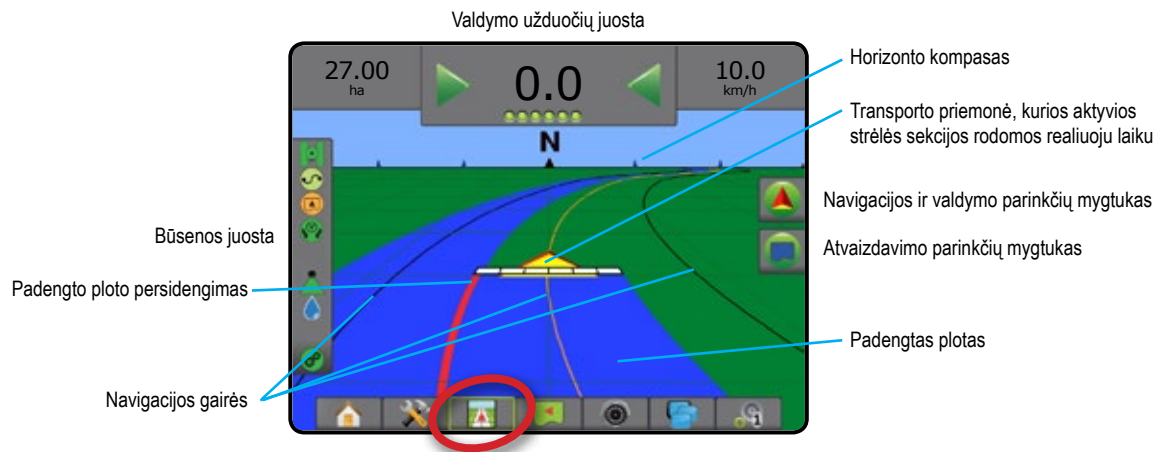 Valdymo užduočių juosta
27.00
ha
0.0
10.0
km/h
N
Horizonto kompasas
Transporto priemonė, kurios aktyvios
strėlės sekcijos rodomos realiuoju laiku
Navigacijos ir valdymo parinkčių mygtukas
Atvaizdavimo parinkčių mygtukas
Būsenos juosta
Padengto ploto persidengimas
Padengtas plotas
Navigacijos gairės
1